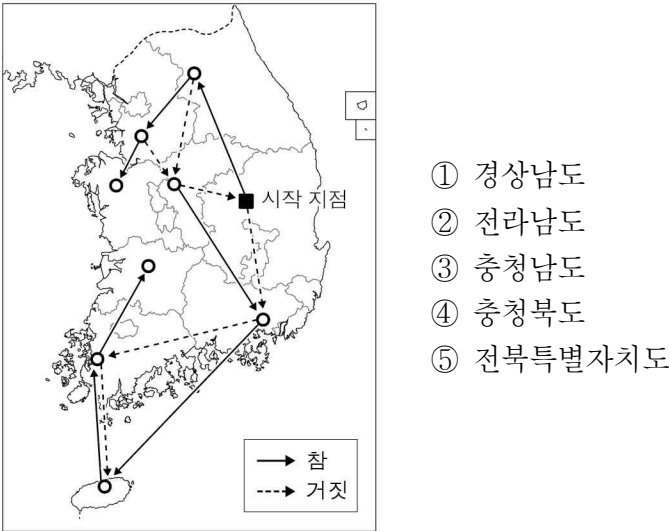 시작 지점
참
거짓
① 경상남도
② 전라남도
③ 충청남도
④ 충청북도
⑤ 전북특별자치도